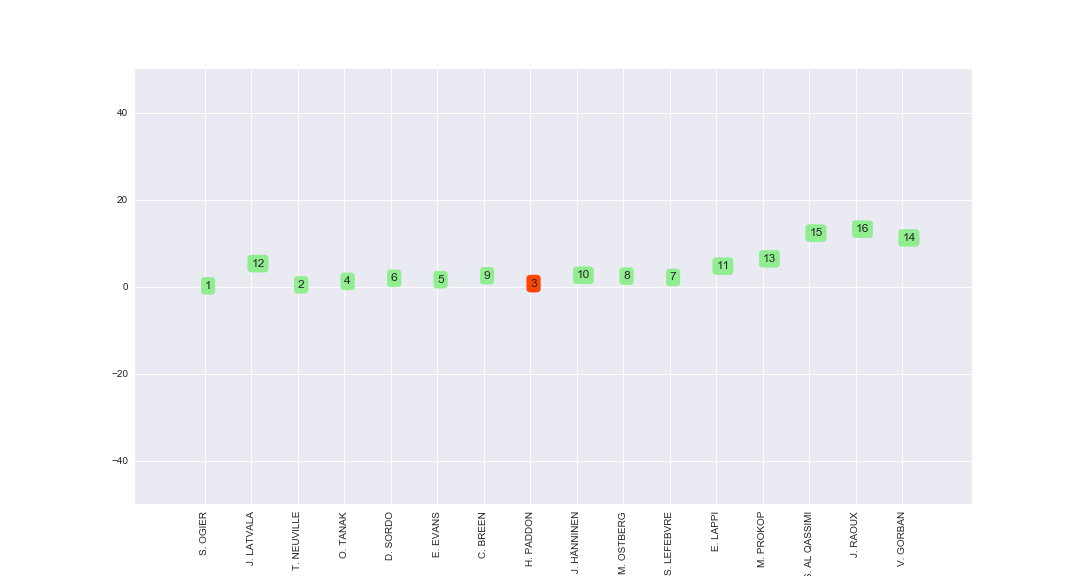 40
20
0
−20
−40
1
12
2
4
6
5
9
3
10
8
7
11
13
15
16
14
S. OGIER
J. LATVALA
T. NEUVILLE
O. TANAK
D. SORDO
E. EVANS
C. BREEN
H. PADDON
J. HANNINEN
M. OSTBERG
S. LEFEBVRE
E. LAPPI
M. PROKOP
AL QASSIMI
J. RAOUX
V. GORBAN